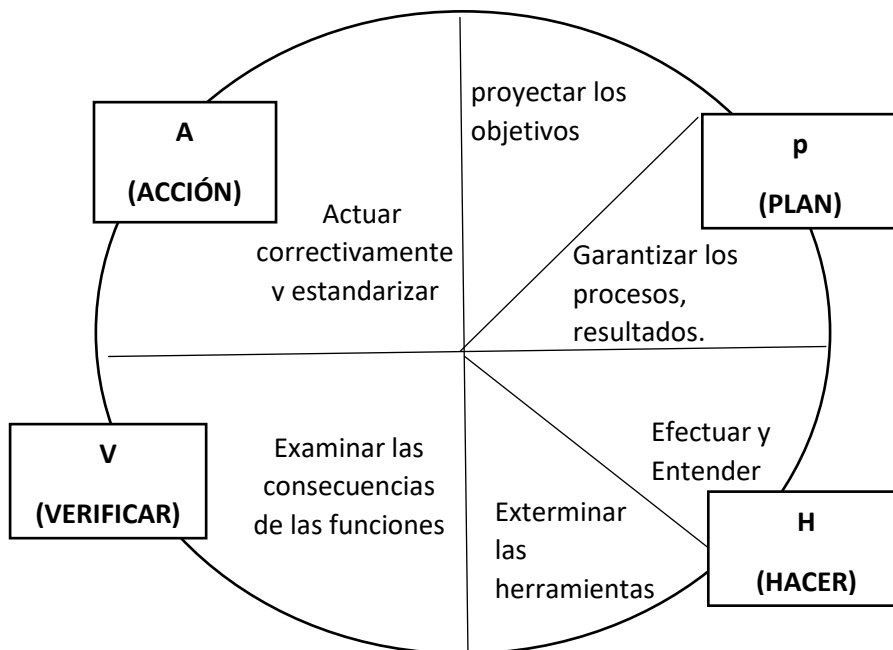 A
(ACCIÓN)
proyectar los
objetivos
p
(PLAN)
Actuar
correctivamente
v estandarizar
Garantizar los
procesos,
resultados.
V
(VERIFICAR)
Examinar las
consecuencias
de las funciones
Efectuar y
Entender
Exterminar
las
herramientas
H
(HACER)